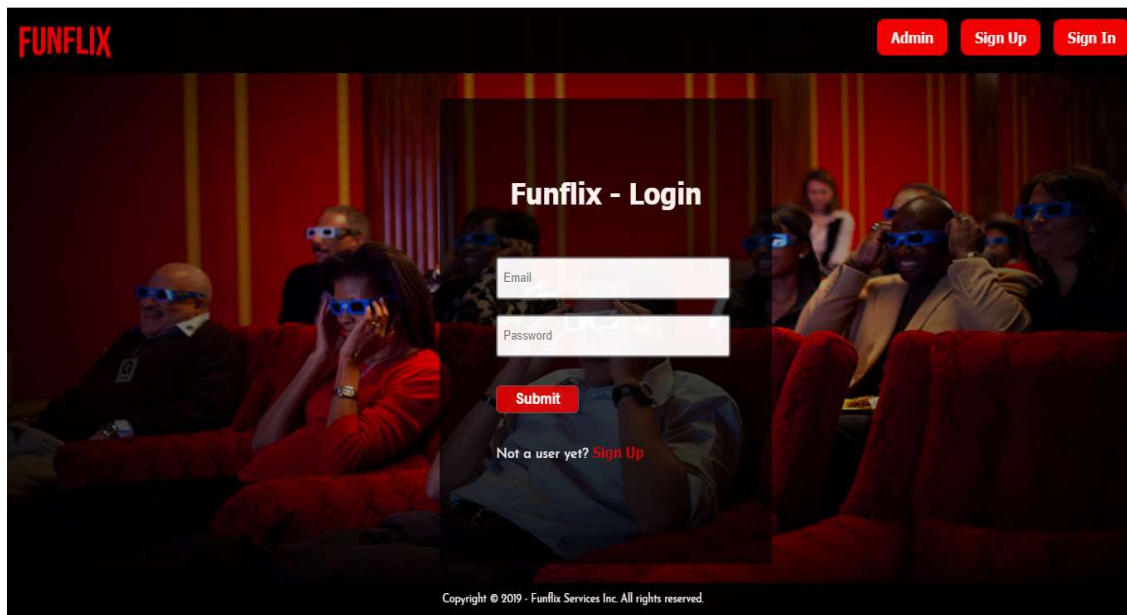 FUNFLIX
Admin
Sign Up
Sign In
Funflix - Login
Email
Password
Submit
Not a user yet? Sign Up
Copyright © 2019 - Funflix Services Inc. All rights reserved.